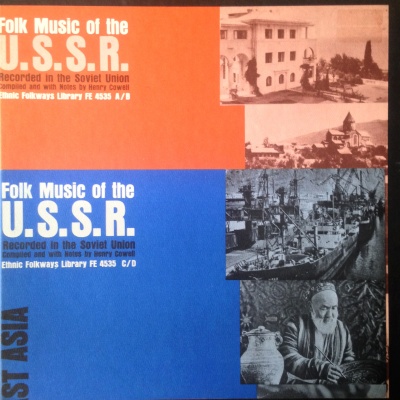 Folk Music of the
U.S.S.R.
Recorded in the Soviet Union
Compiled and with Notes by Henry Cowell
Ethnic Folkways Library FE 4535 A/B
Folk Music of the
U.S.S.R.
Recorded in the Soviet Union
Compiled and with Notes by Henry Cowell
Ethnic Folkways Library FE 4535 C/D
ST ASIA